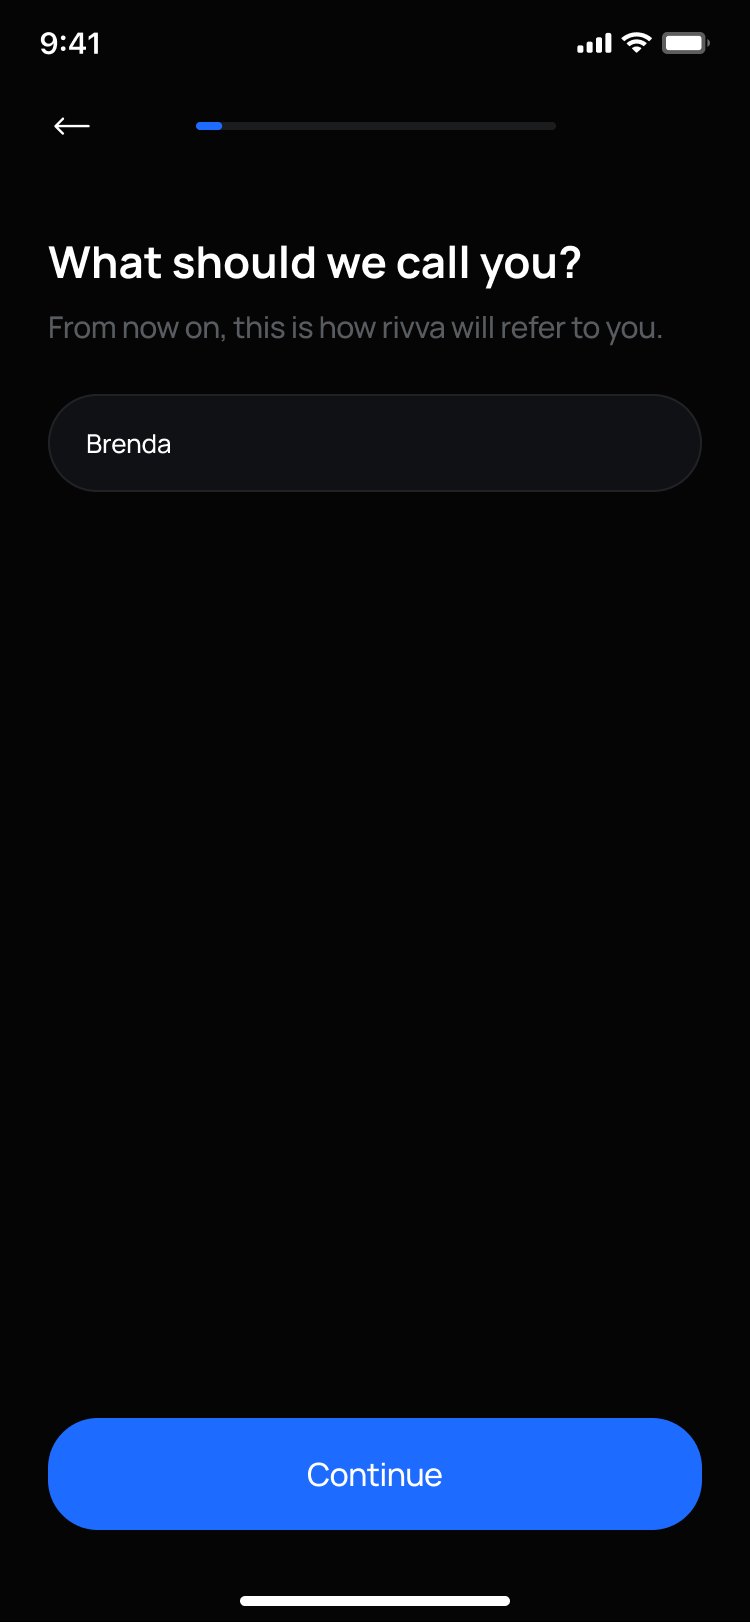 9:41
What should we call you?
From now on, this is how rivva will refer to you.
Brenda
Continue